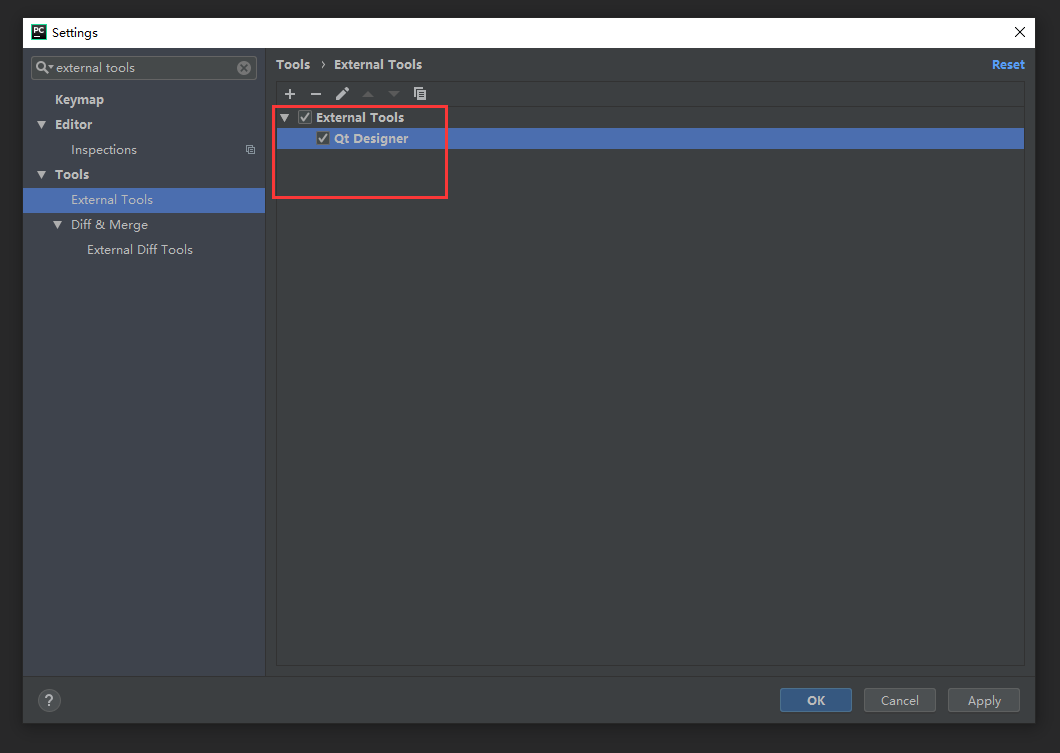 PC Settings
external tools
Keymap
Editor
Inspections
Tools
External Tools
Diff & Merge
External Diff Tools
Tools › External Tools
Reset
External Tools
Qt Designer
?
OK
Cancel
Apply